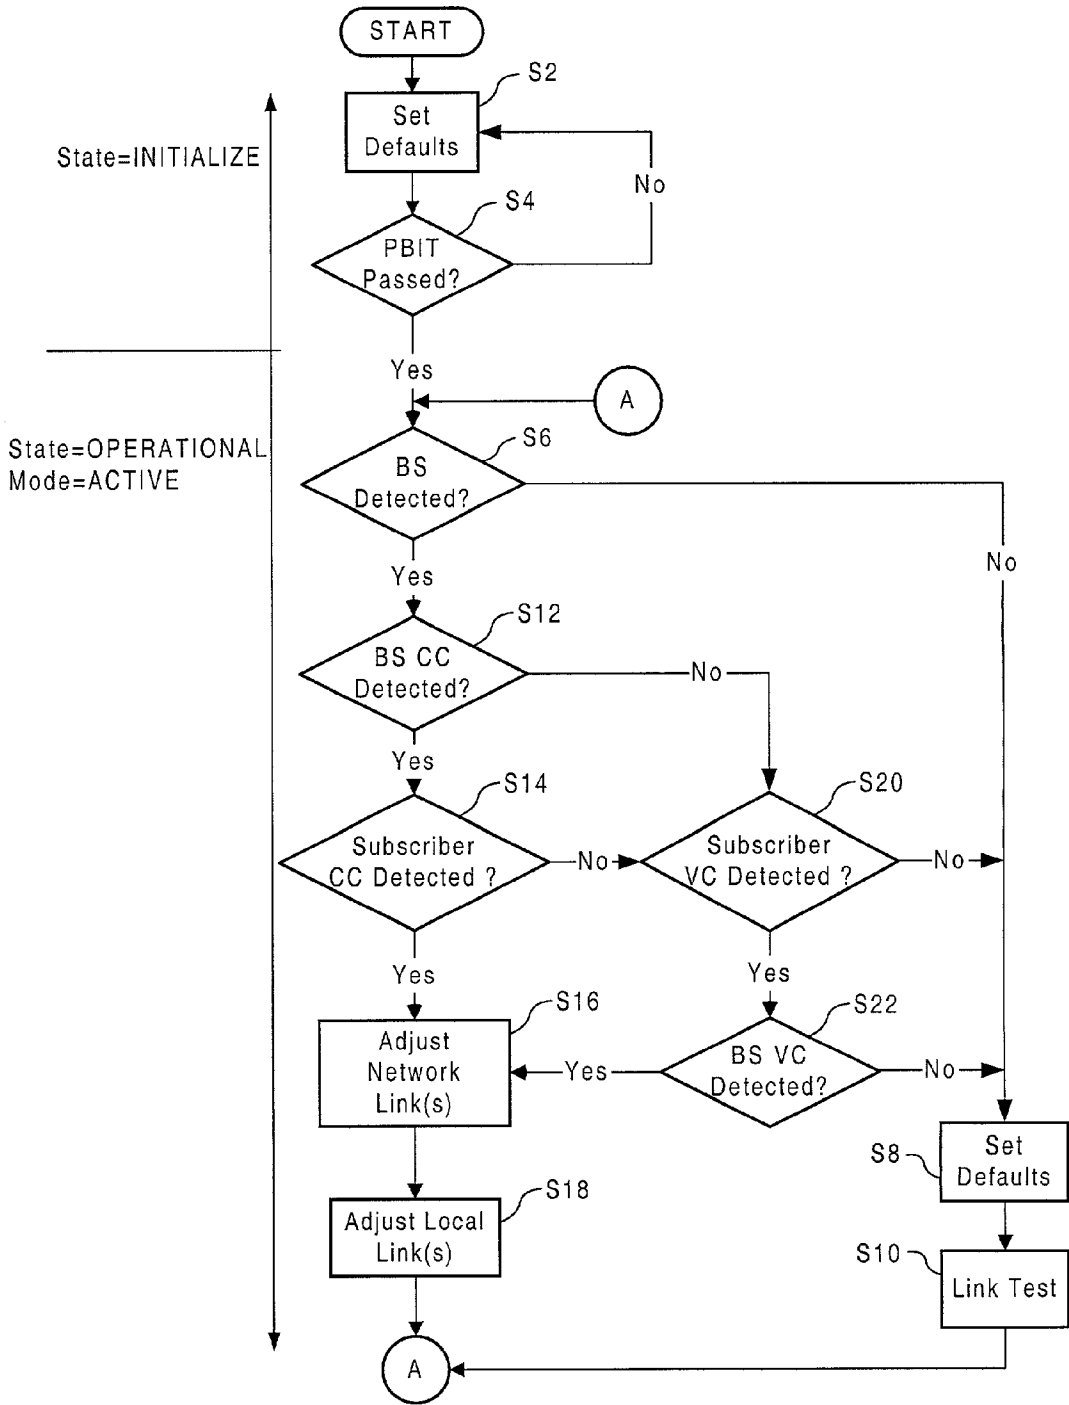 START
S2
Set
Defaults
State=INITIALIZE
No
S4
PBIT
Passed?
Yes
A
State=OPERATIONAL
Mode=ACTIVE
S6
BS
Detected?
No
Yes
S12
BS CC
Detected?
No
Yes
S14
Subscriber
CC Detected ?
No
S20
Subscriber
VC Detected ?
No
Yes
Yes
S16
Adjust
Network
Link(s)
Yes
S22
BS VC
Detected?
No
S8
Set
Defaults
S18
Adjust Local
Link(s)
S10
Link Test
A